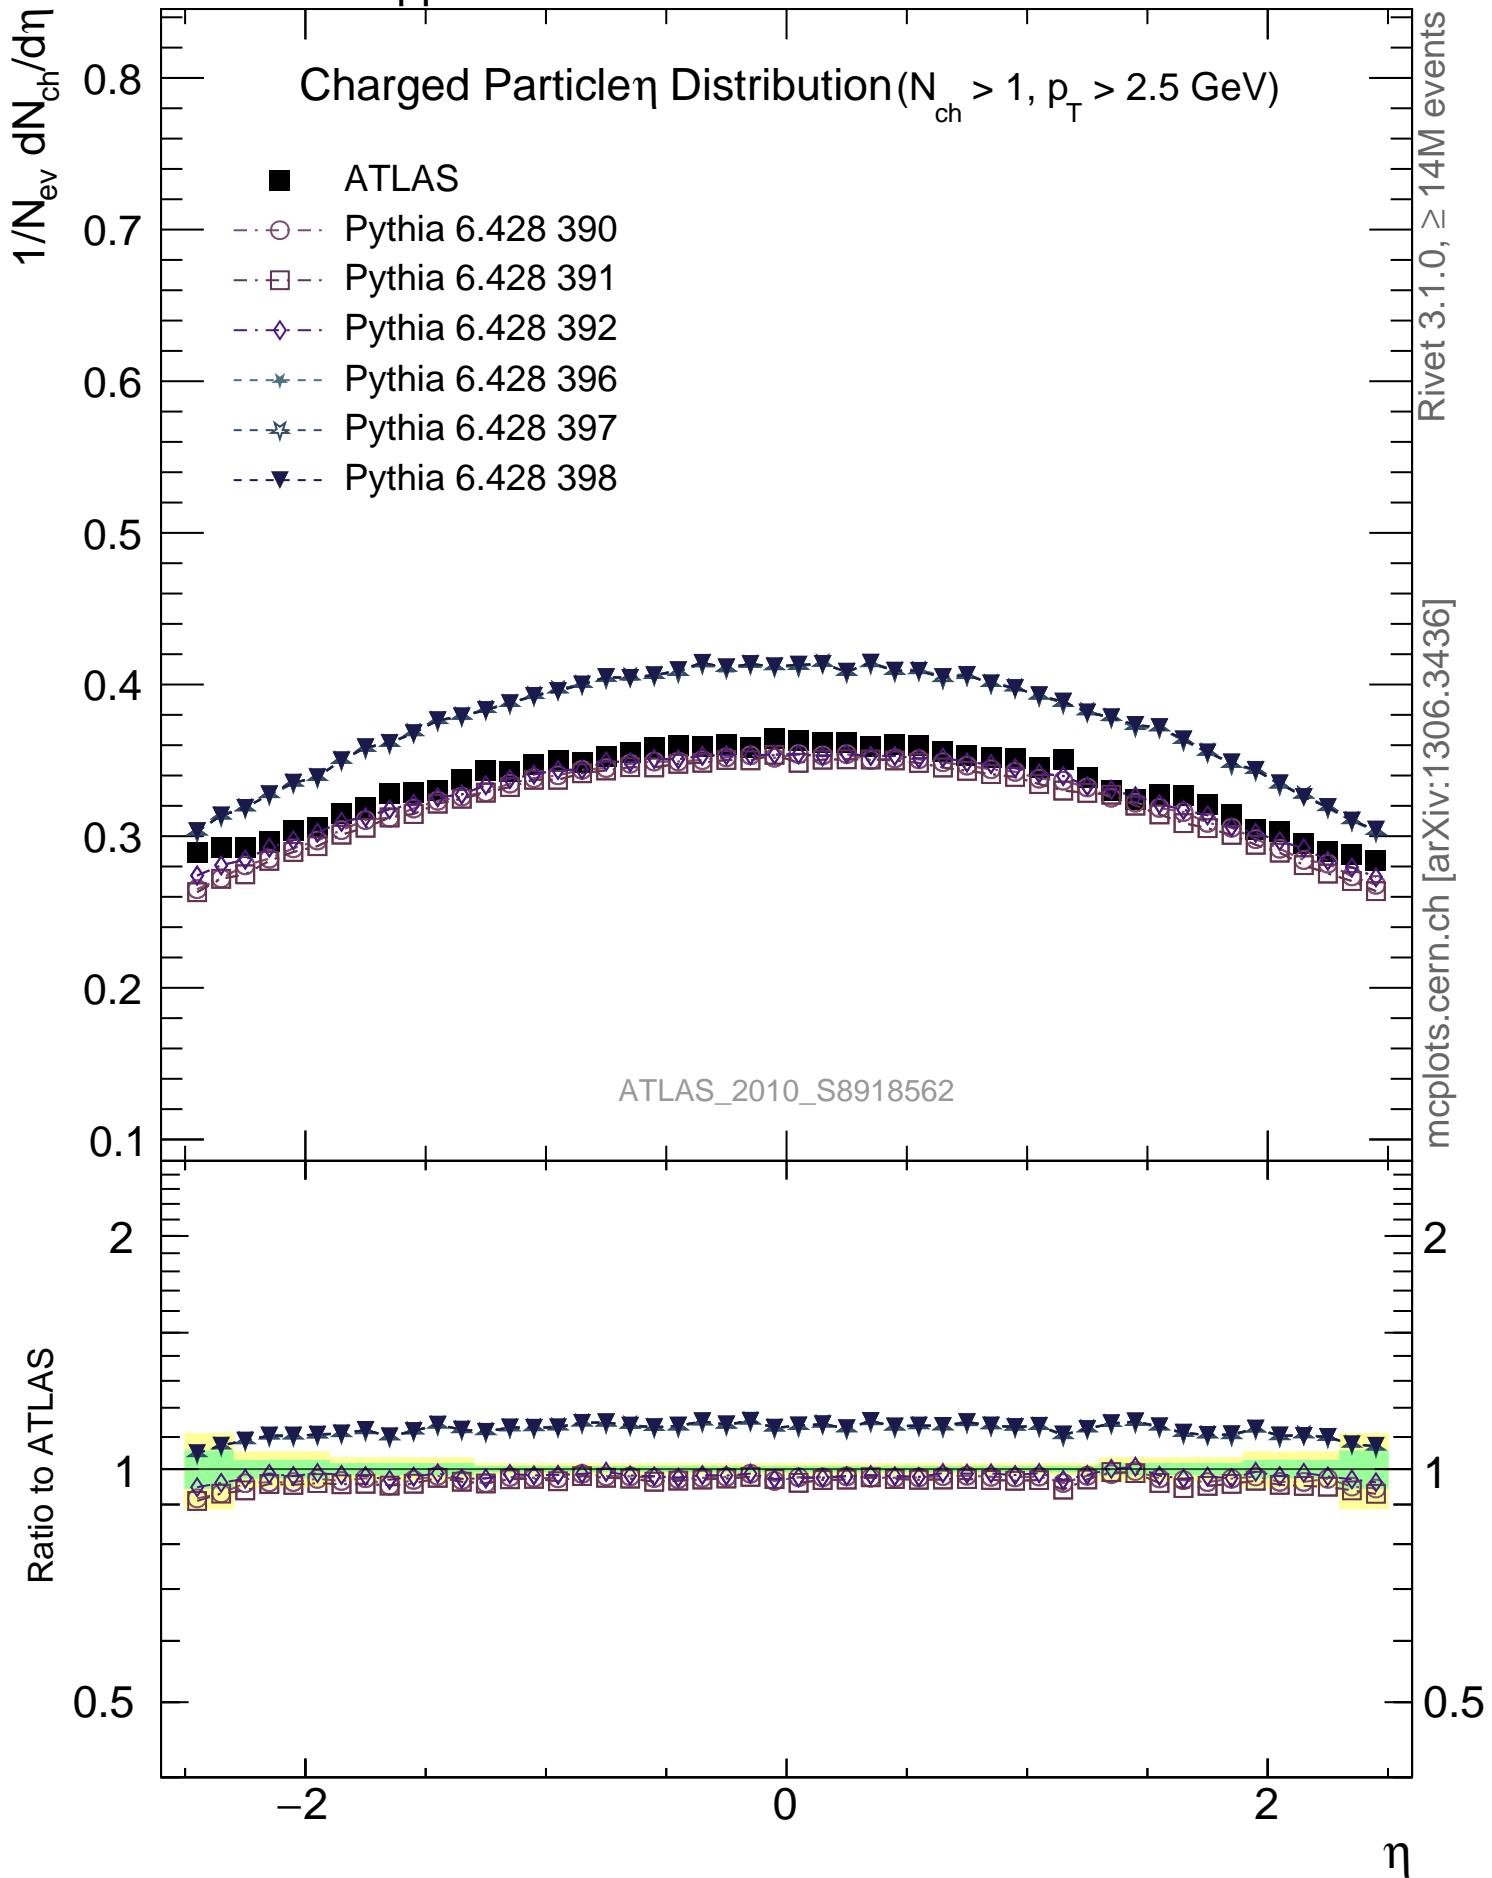 1/N_ev dN_ch/dη
Charged Particleη Distribution(N_ch > 1, p_T > 2.5 GeV)
ATLAS
Pythia 6.428 390
Pythia 6.428 391
Pythia 6.428 392
Pythia 6.428 396
Pythia 6.428 397
Pythia 6.428 398
0.8
0.7
0.6
0.5
0.4
0.3
0.2
0.1
ATLAS_2010_S8918562
Rivet 3.1.0, ≥ 14M events
mcplots.cern.ch [arXiv:1306.3436]
Ratio to ATLAS
2
1
0.5
2
1
0.5
−2
0
2
η